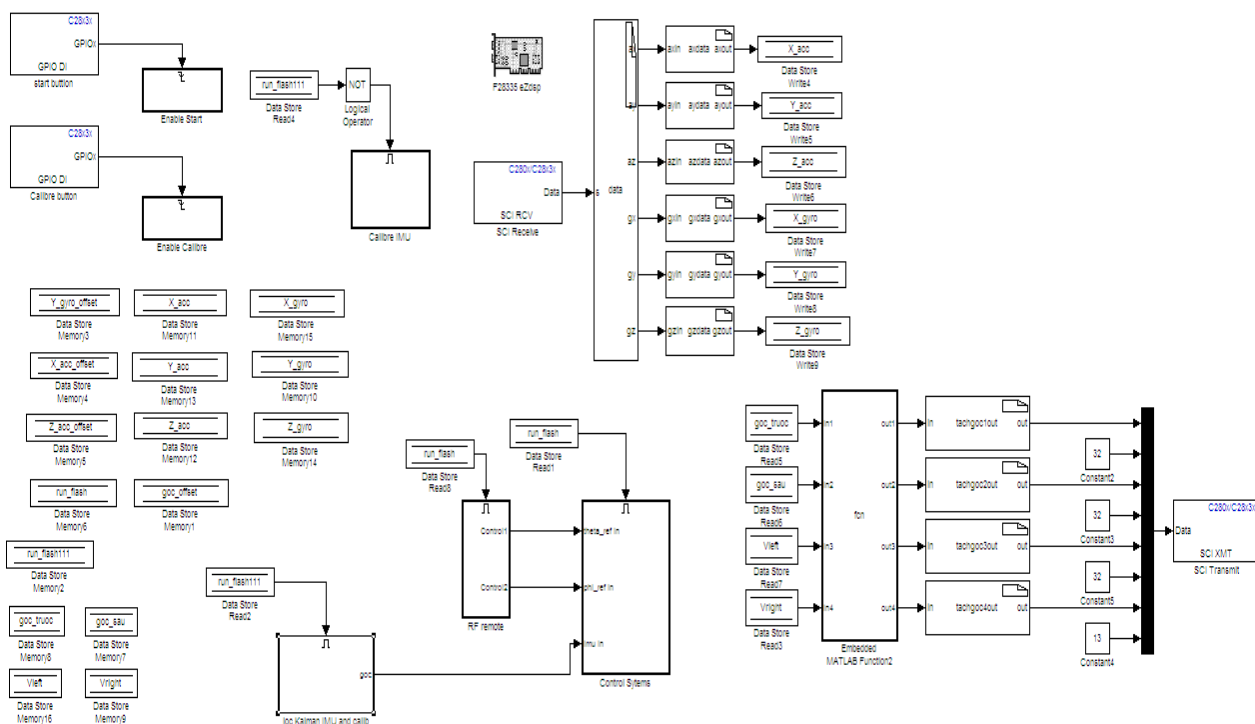 C28x3x
GPIOx
GPIO DI
start buttion
Enable Start
C28x3x
GPIOx
GPIO DI
Calibre button
Enable Calibre
run_flash111
Data Store
Read4
NOT
Logical
Operator
Calibre IMU
F28335 eZdsp
C280x/C28x3x
Data
SCI RCV
SCI Receive
s
data
ay
az
gx
gy
gz
axin axdata axout
ayin aydata ayout
azin azdata azout
gxin gxdata gxout
gyin gydata gyout
gzin gzdata gzout
X_acc
Data Store
Write4
Y_acc
Data Store
Write5
Z_acc
Data Store
Write6
X_gyro
Data Store
Write7
Y_gyro
Data Store
Write8
Z_gyro
Data Store
Write9
Y_gyro_offset
Data Store
Memory3
X_acc
Data Store
Memory11
X_gyro
Data Store
Memory15
X_acc_offset
Data Store
Memory4
Y_acc
Data Store
Memory13
Y_gyro
Data Store
Memory10
Z_acc_offset
Data Store
Memory5
Z_acc
Data Store
Memory12
Z_gyro
Data Store
Memory14
run_flash
Data Store
Memory6
goc_offset
Data Store
Memory1
run_flash111
Data Store
Memory2
goc_truoc
Data Store
Memory8
goc_sau
Data Store
Memory7
Vleft
Data Store
Memory16
Vright
Data Store
Memory9
run_flash111
Data Store
Read2
goc
loc Kalman IMU and calib
run_flash
Data Store
Read8
Control1
Control2
RF remote
run_flash
Data Store
Read1
theta_ref in
phi_ref in
imu in
Control Sytems
goc_truoc
Data Store
Read5
goc_sau
Data Store
Read6
Vleft
Data Store
Read7
Vright
Data Store
Read3
in1
in2
in3
in4
fcn
out1
out2
out3
out4
Embedded
MATLAB Function2
in tachgoc1out out
in tachgoc2out out
in tachgoc3out out
in tachgoc4out out
32
Constant2
32
Constant3
32
Constant5
13
Constant4
C280x/C28x3x
Data
SCI XMT
SCI Transmit